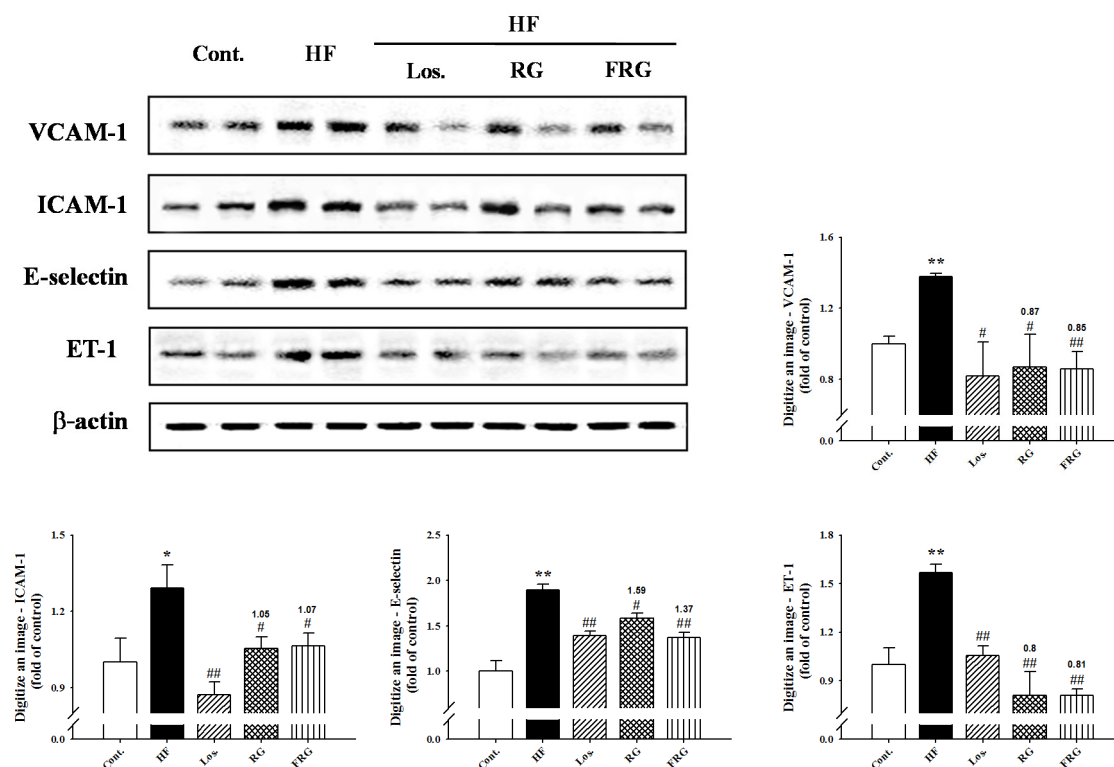 HF
Cont.
HF
Los.
RG
FRG
VCAM-1
ICAM-1
E-selectin
ET-1
β-actin
Digitize an image - VCAM-1
(fold of control)
1.6
1.2
0.8
0.0
**
#
0.87
#
0.85
##
Cont.
HF
Los.
RG
FRG
Digitize an image - ICAM-1
(fold of control)
1.5
1.2
0.9
0.0
*
##
1.05
#
1.07
#
Cont.
HF
Los.
RG
FRG
Digitize an image - E-selectin
(fold of control)
2.5
2.0
1.5
1.0
0.0
**
##
1.59
#
1.37
##
Cont.
HF
Los.
RG
FRG
Digitize an image - ET-1
(fold of control)
1.8
1.5
1.2
0.9
0.0
**
##
0.8
##
0.81
##
Cont.
HF
Los.
RG
FRG